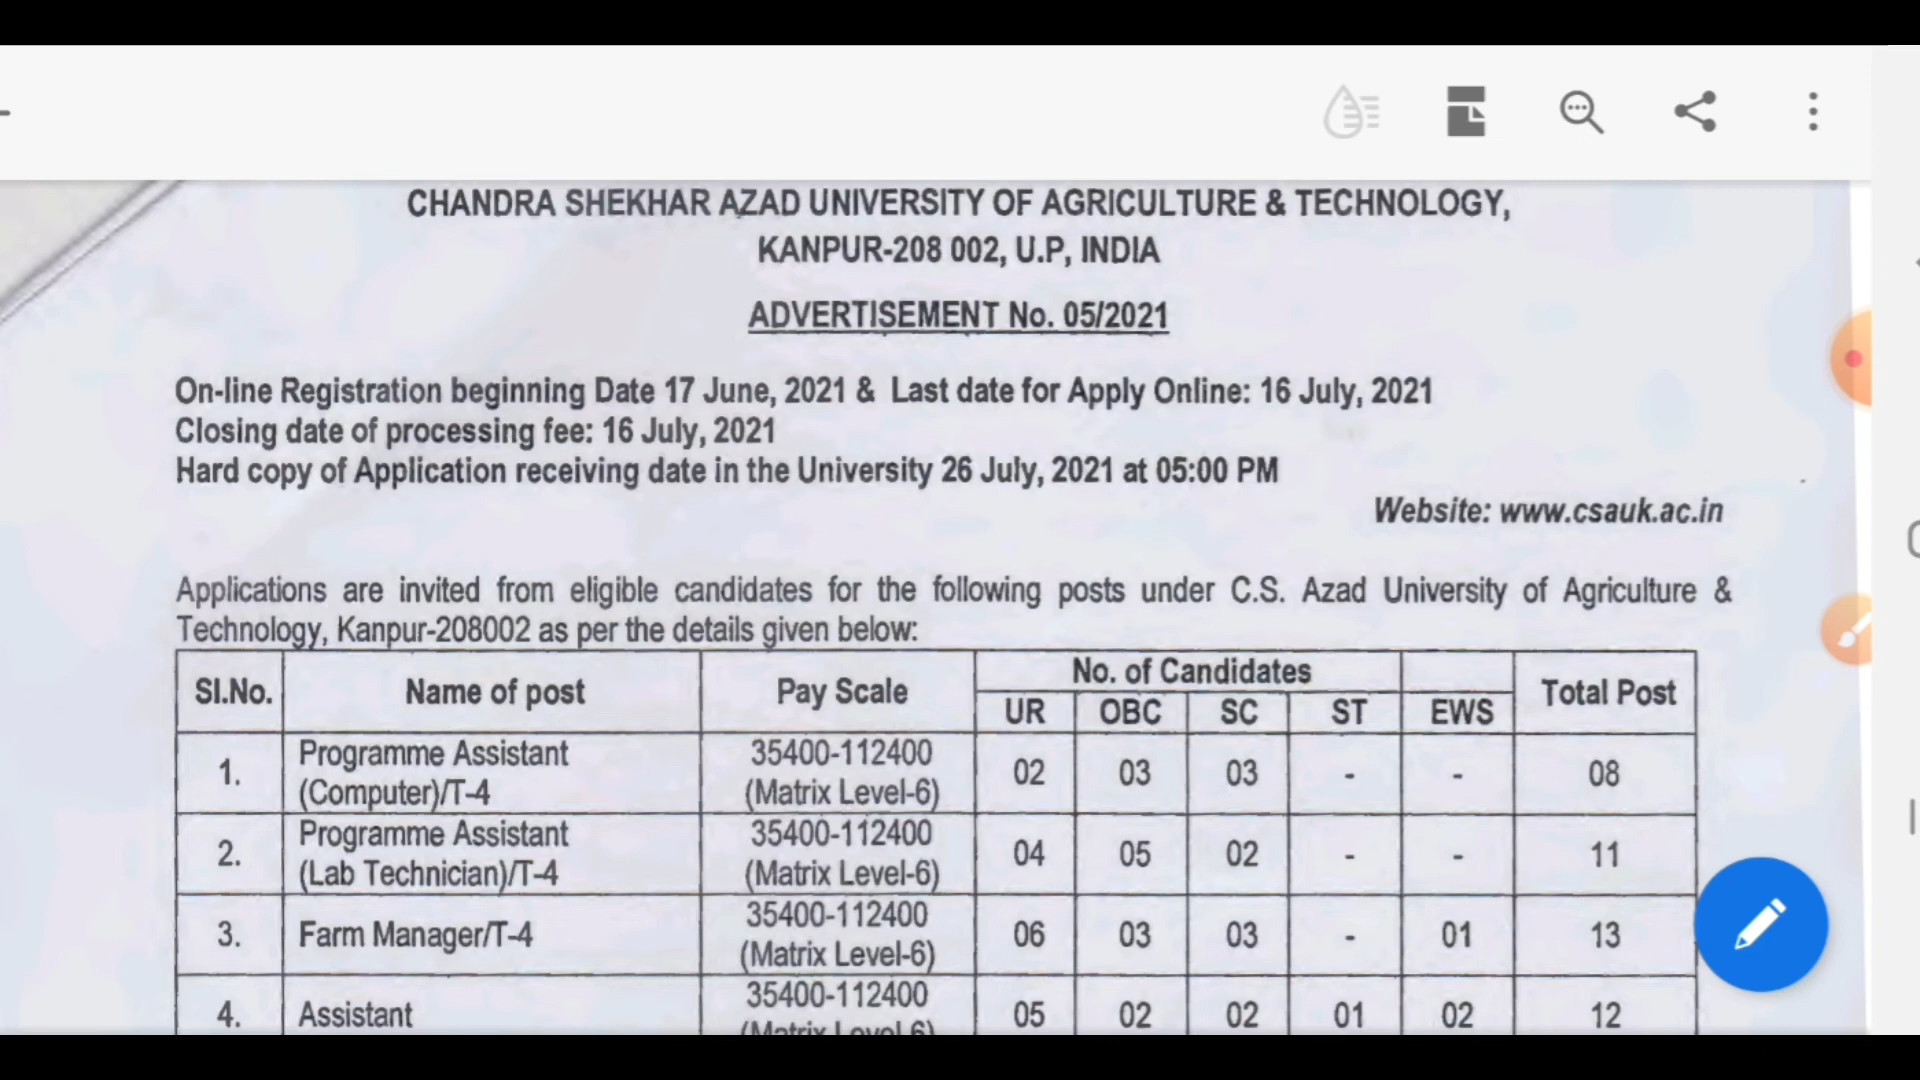 CHANDRA SHEKHAR AZAD UNIVERSITY OF AGRICULTURE & TECHNOLOGY,
KANPUR-208 002, U.P, INDIA
ADVERTISEMENT No. 05/2021
On-line Registration beginning Date 17 June, 2021 & Last date for Apply Online: 16 July, 2021
Closing date of processing fee: 16 July, 2021
Hard copy of Application receiving date in the University 26 July, 2021 at 05:00 PM
Website: www.csauk.ac.in
Applications are invited from eligible candidates for the following posts under C.S. Azad University of Agriculture &
Technology, Kanpur-208002 as per the details given below:
Sl.No. Name of post Pay Scale No. of Candidates Total Post
UR OBC SC ST EWS
1. Programme Assistant (Computer)/T-4 35400-112400 (Matrix Level-6) 02 03 03 - - 08
2. Programme Assistant (Lab Technician)/T-4 35400-112400 (Matrix Level-6) 04 05 02 - - 11
3. Farm Manager/T-4 35400-112400 (Matrix Level-6) 06 03 03 - 01 13
4. Assistant 35400-112400 (Matrix Level-6) 05 02 02 01 02 12